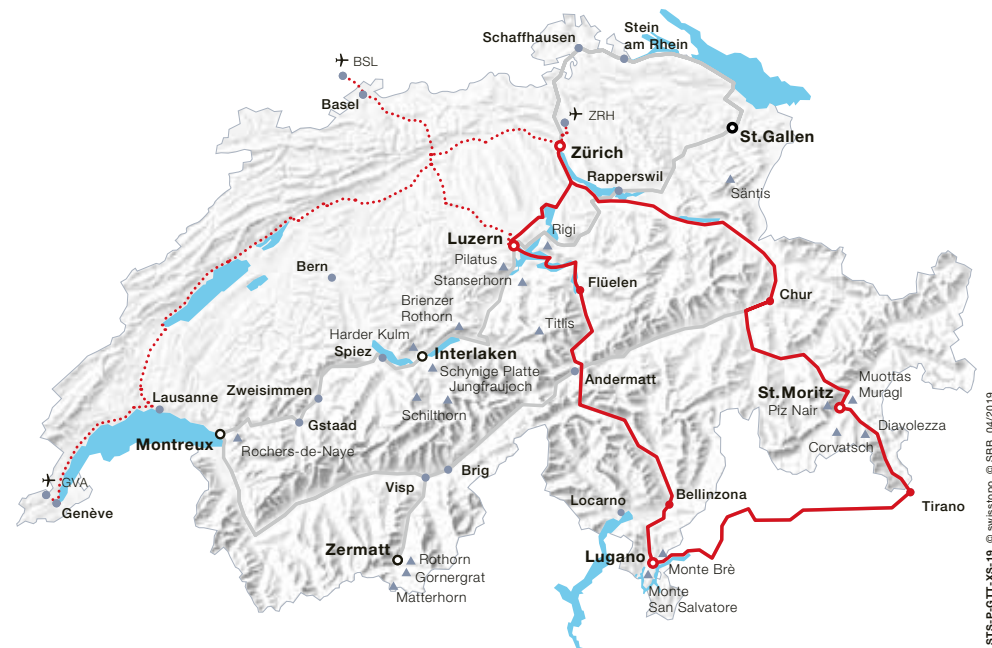 Schaffhausen
Stein
am Rhein
BSL
Basel
ZRH
Zürich
St.Gallen
Rapperswil
Säntis
Luzern
Rigi
Pilatus
Stanserhorn
Bern
Flüelen
Chur
Brienzer
Rothorn
Titlis
Harder Kulm
Spiez
Interlaken
Schynige Platte
Jungfraujoch
Andermatt
Zweisimmen
Lausanne
Schilthorn
Gstaad
Montreux
Rochers-de-Naye
St.Moritz
Muottas
Muragl
Piz Nair
Diavolezza
Corvatsch
GVA
Genève
Brig
Visp
Locarno
Bellinzona
Tirano
Zermatt
Rothorn
Gornergrat
Matterhorn
Lugano
Monte Brè
Monte
San Salvatore
STS-P-GTT-XS-19, © swisstopo, © SBB, 04/2019